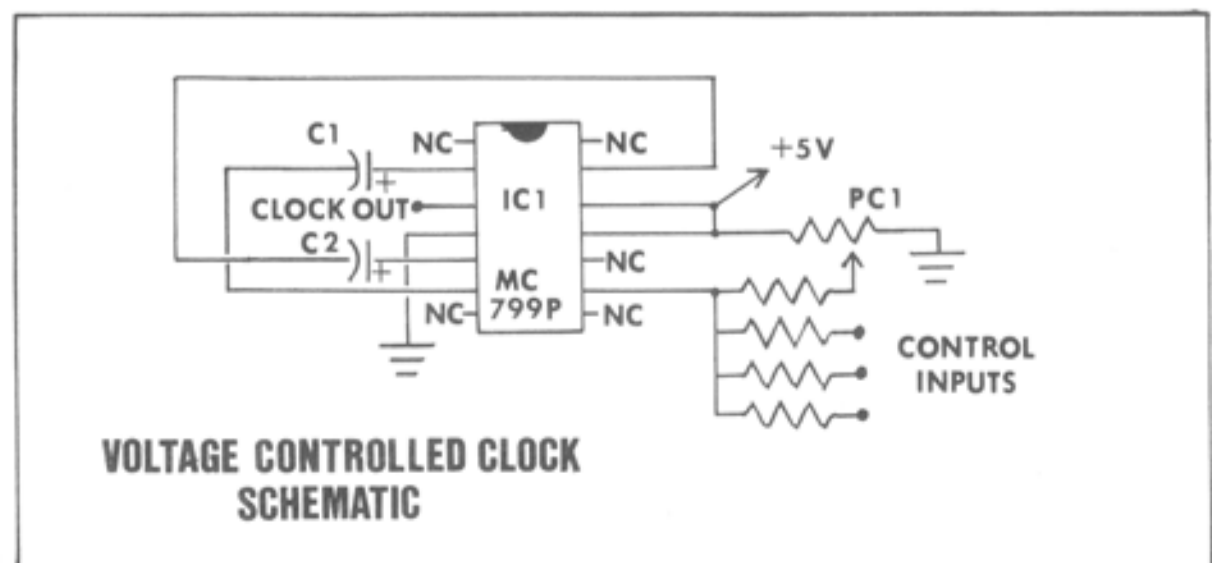 C1
NC
NC
+5V
+
CLOCK OUT
IC1
PC1
C2
+
NC
MC
799P
NC
NC
CONTROL
INPUTS
VOLTAGE CONTROLLED CLOCK
SCHEMATIC